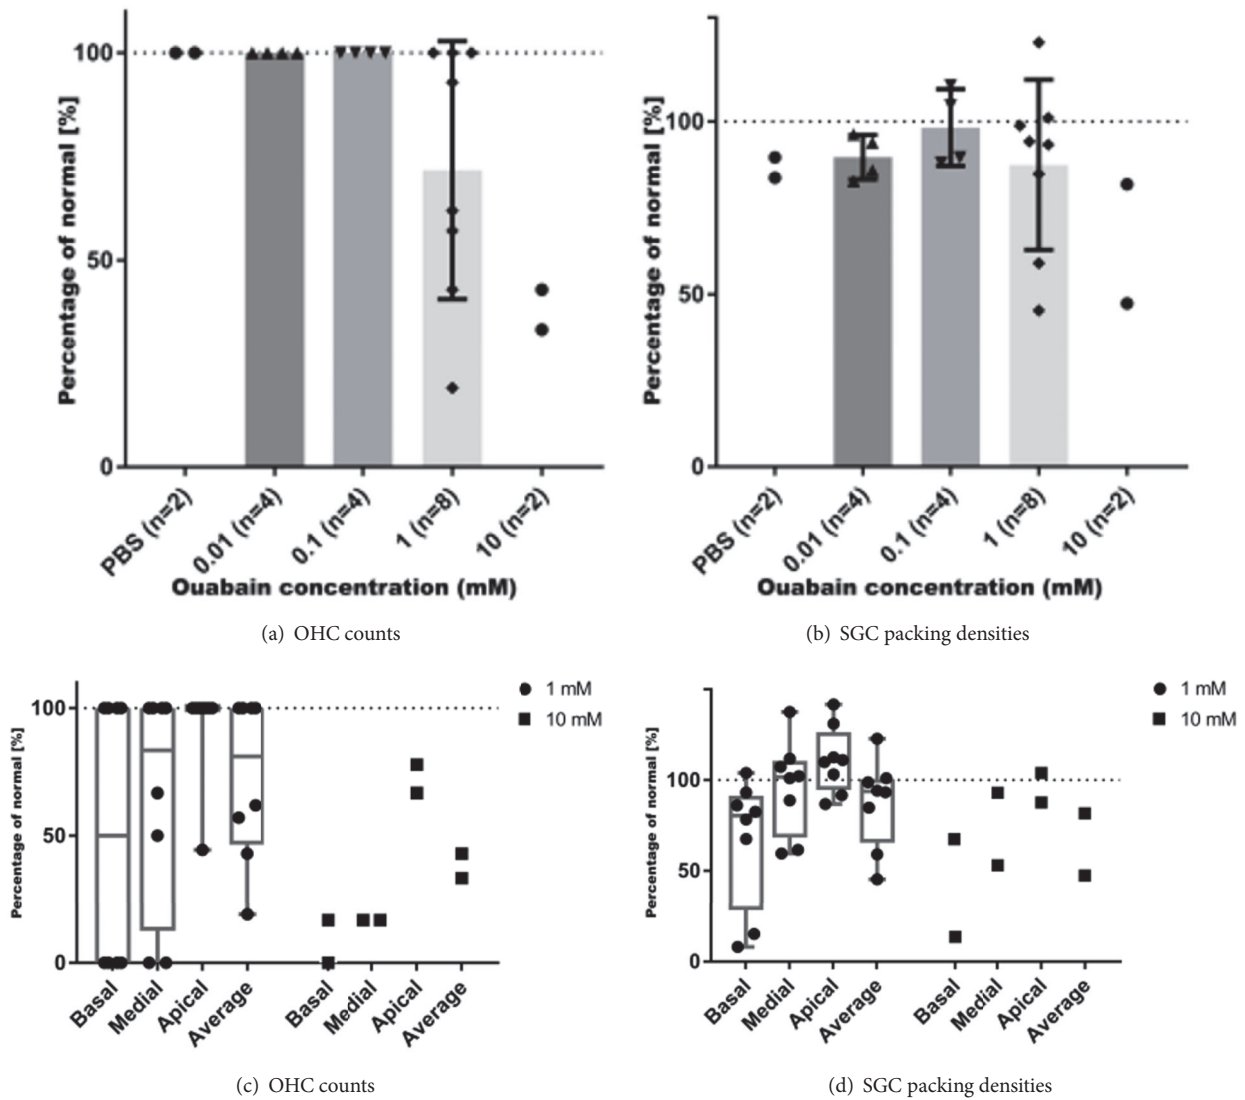 Percentage of normal [%]
100
50
0
PBS (n=2)
0.01 (n=4)
0.1 (n=4)
1 (n=8)
10 (n=2)
Ouabain concentration (mM)
(a) OHC counts
Percentage of normal [%]
100
50
0
PBS (n=2)
0.01 (n=4)
0.1 (n=4)
1 (n=8)
10 (n=2)
Ouabain concentration (mM)
(b) SGC packing densities
Percentage of normal [%]
100
50
0
Basal
Medial
Apical
Average
Basal
Medial
Apical
Average
1 mM
10 mM
(c) OHC counts
Percentage of normal [%]
100
50
0
Basal
Medial
Apical
Average
Basal
Medial
Apical
Average
1 mM
10 mM
(d) SGC packing densities